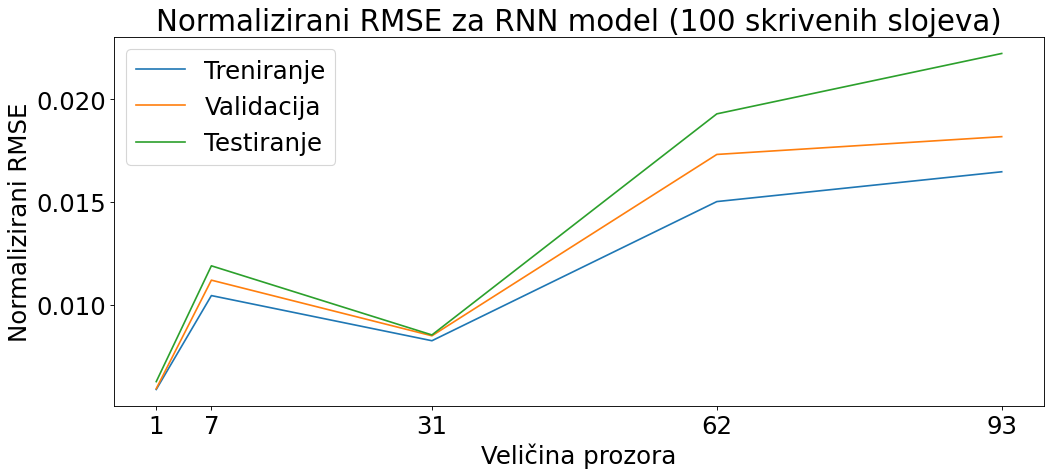 Normalizirani RMSE za RNN model (100 skrivenih slojeva)
Treniranje
Validacija
Testiranje
Normalizirani RMSE
0.020
0.015
0.010
1 7 31 62 93
Veličina prozora